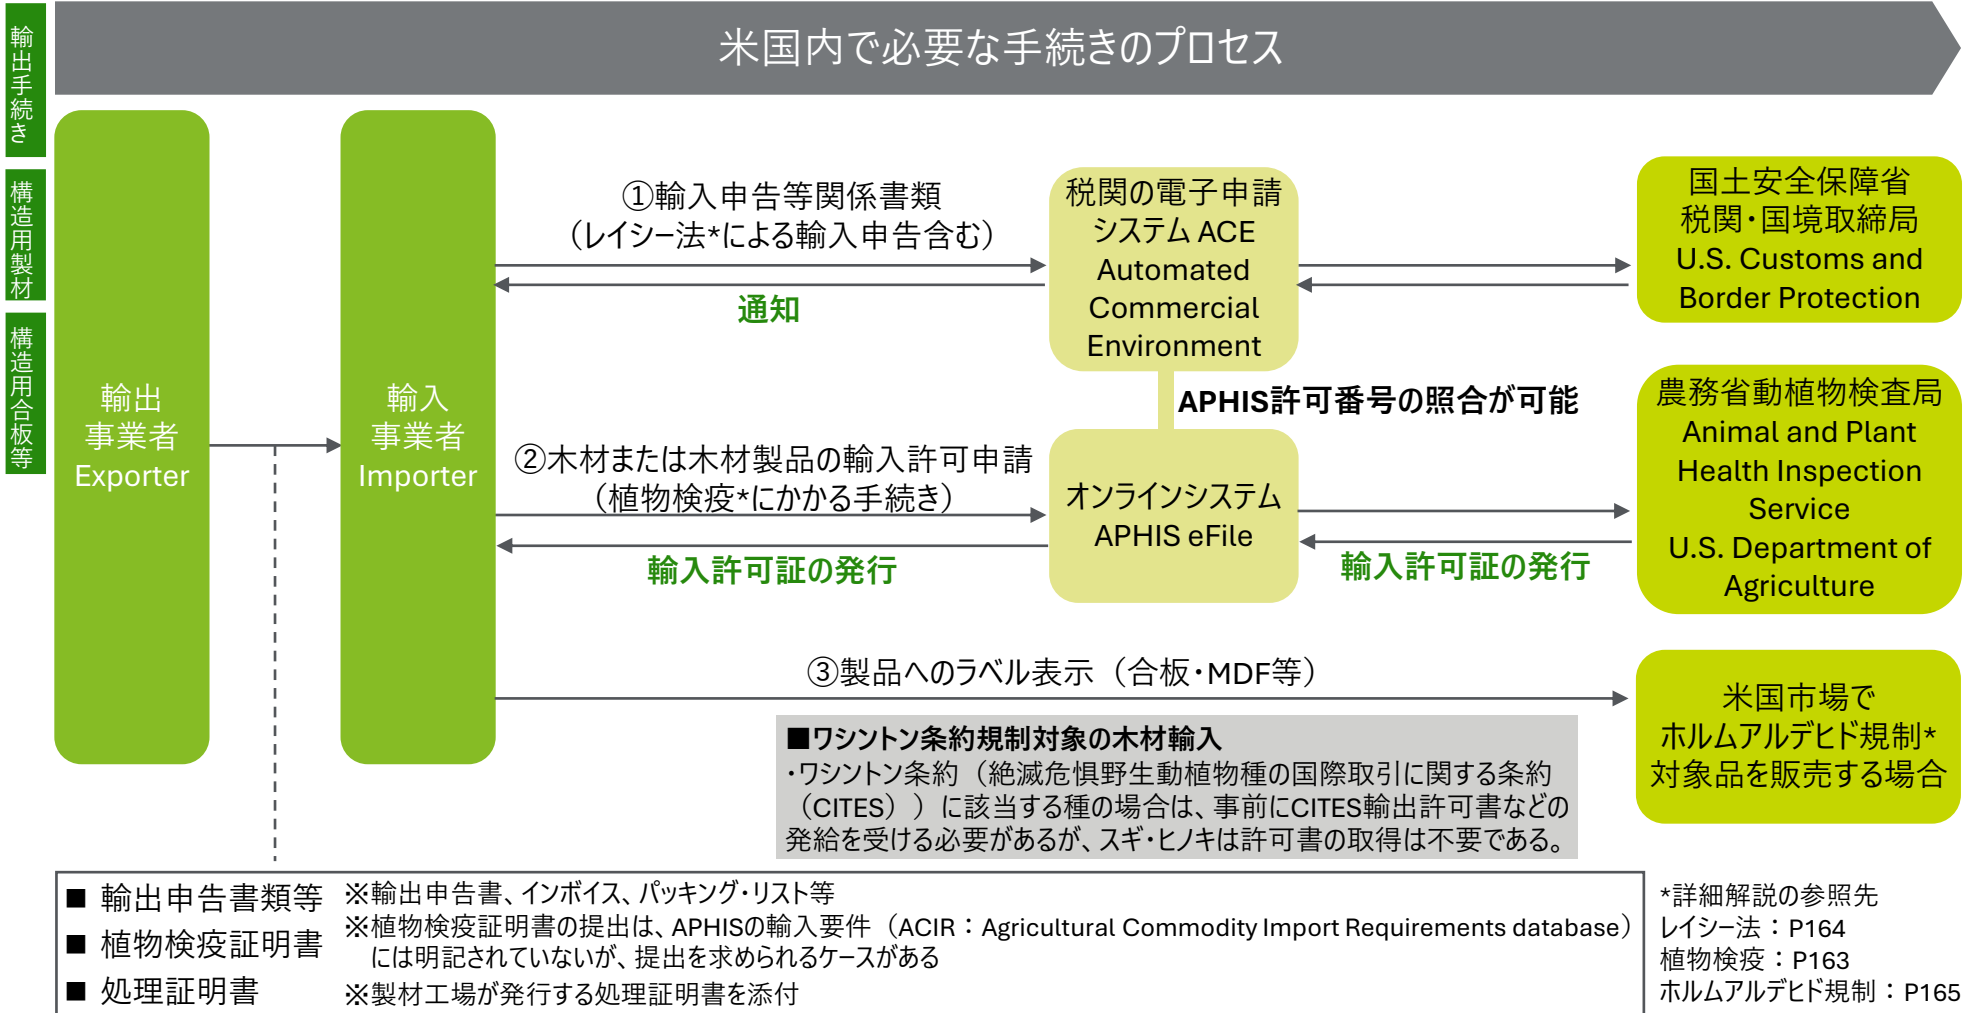 輸出手続き
構造用製材
構造用合板等
米国内で必要な手続きのプロセス
輸出
事業者
Exporter
輸入
事業者
Importer
①輸入申告等関係書類
（レイシー法*による輸入申告含む）
通知
税関の電子申請
システム ACE
Automated
Commercial
Environment
国土安全保障省
税関・国境取締局
U.S. Customs and
Border Protection
APHIS許可番号の照合が可能
②木材または木材製品の輸入許可申請
（植物検疫*にかかる手続き）
輸入許可証の発行
オンラインシステム
APHIS eFile
輸入許可証の発行
農務省動植物検査局
Animal and Plant
Health Inspection
Service
U.S. Department of
Agriculture
③製品へのラベル表示（合板・MDF等）
米国市場で
ホルムアルデヒド規制*
対象品を販売する場合
■ワシントン条約規制対象の木材輸入
・ワシントン条約（絶滅危惧野生動植物種の国際取引に関する条約
（CITES））に該当する種の場合は、事前にCITES輸出許可書などの
発給を受ける必要があるが、スギ・ヒノキは許可書の取得は不要である。
■ 輸出申告書類等 ※輸出申告書、インボイス、パッキング・リスト等
■ 植物検疫証明書 ※植物検疫証明書の提出は、APHISの輸入要件（ACIR：Agricultural Commodity Import Requirements database）
には明記されていないが、提出を求められるケースがある
■ 処理証明書 ※製材工場が発行する処理証明書を添付
*詳細解説の参照先
レイシー法：P164
植物検疫：P163
ホルムアルデヒド規制：P165